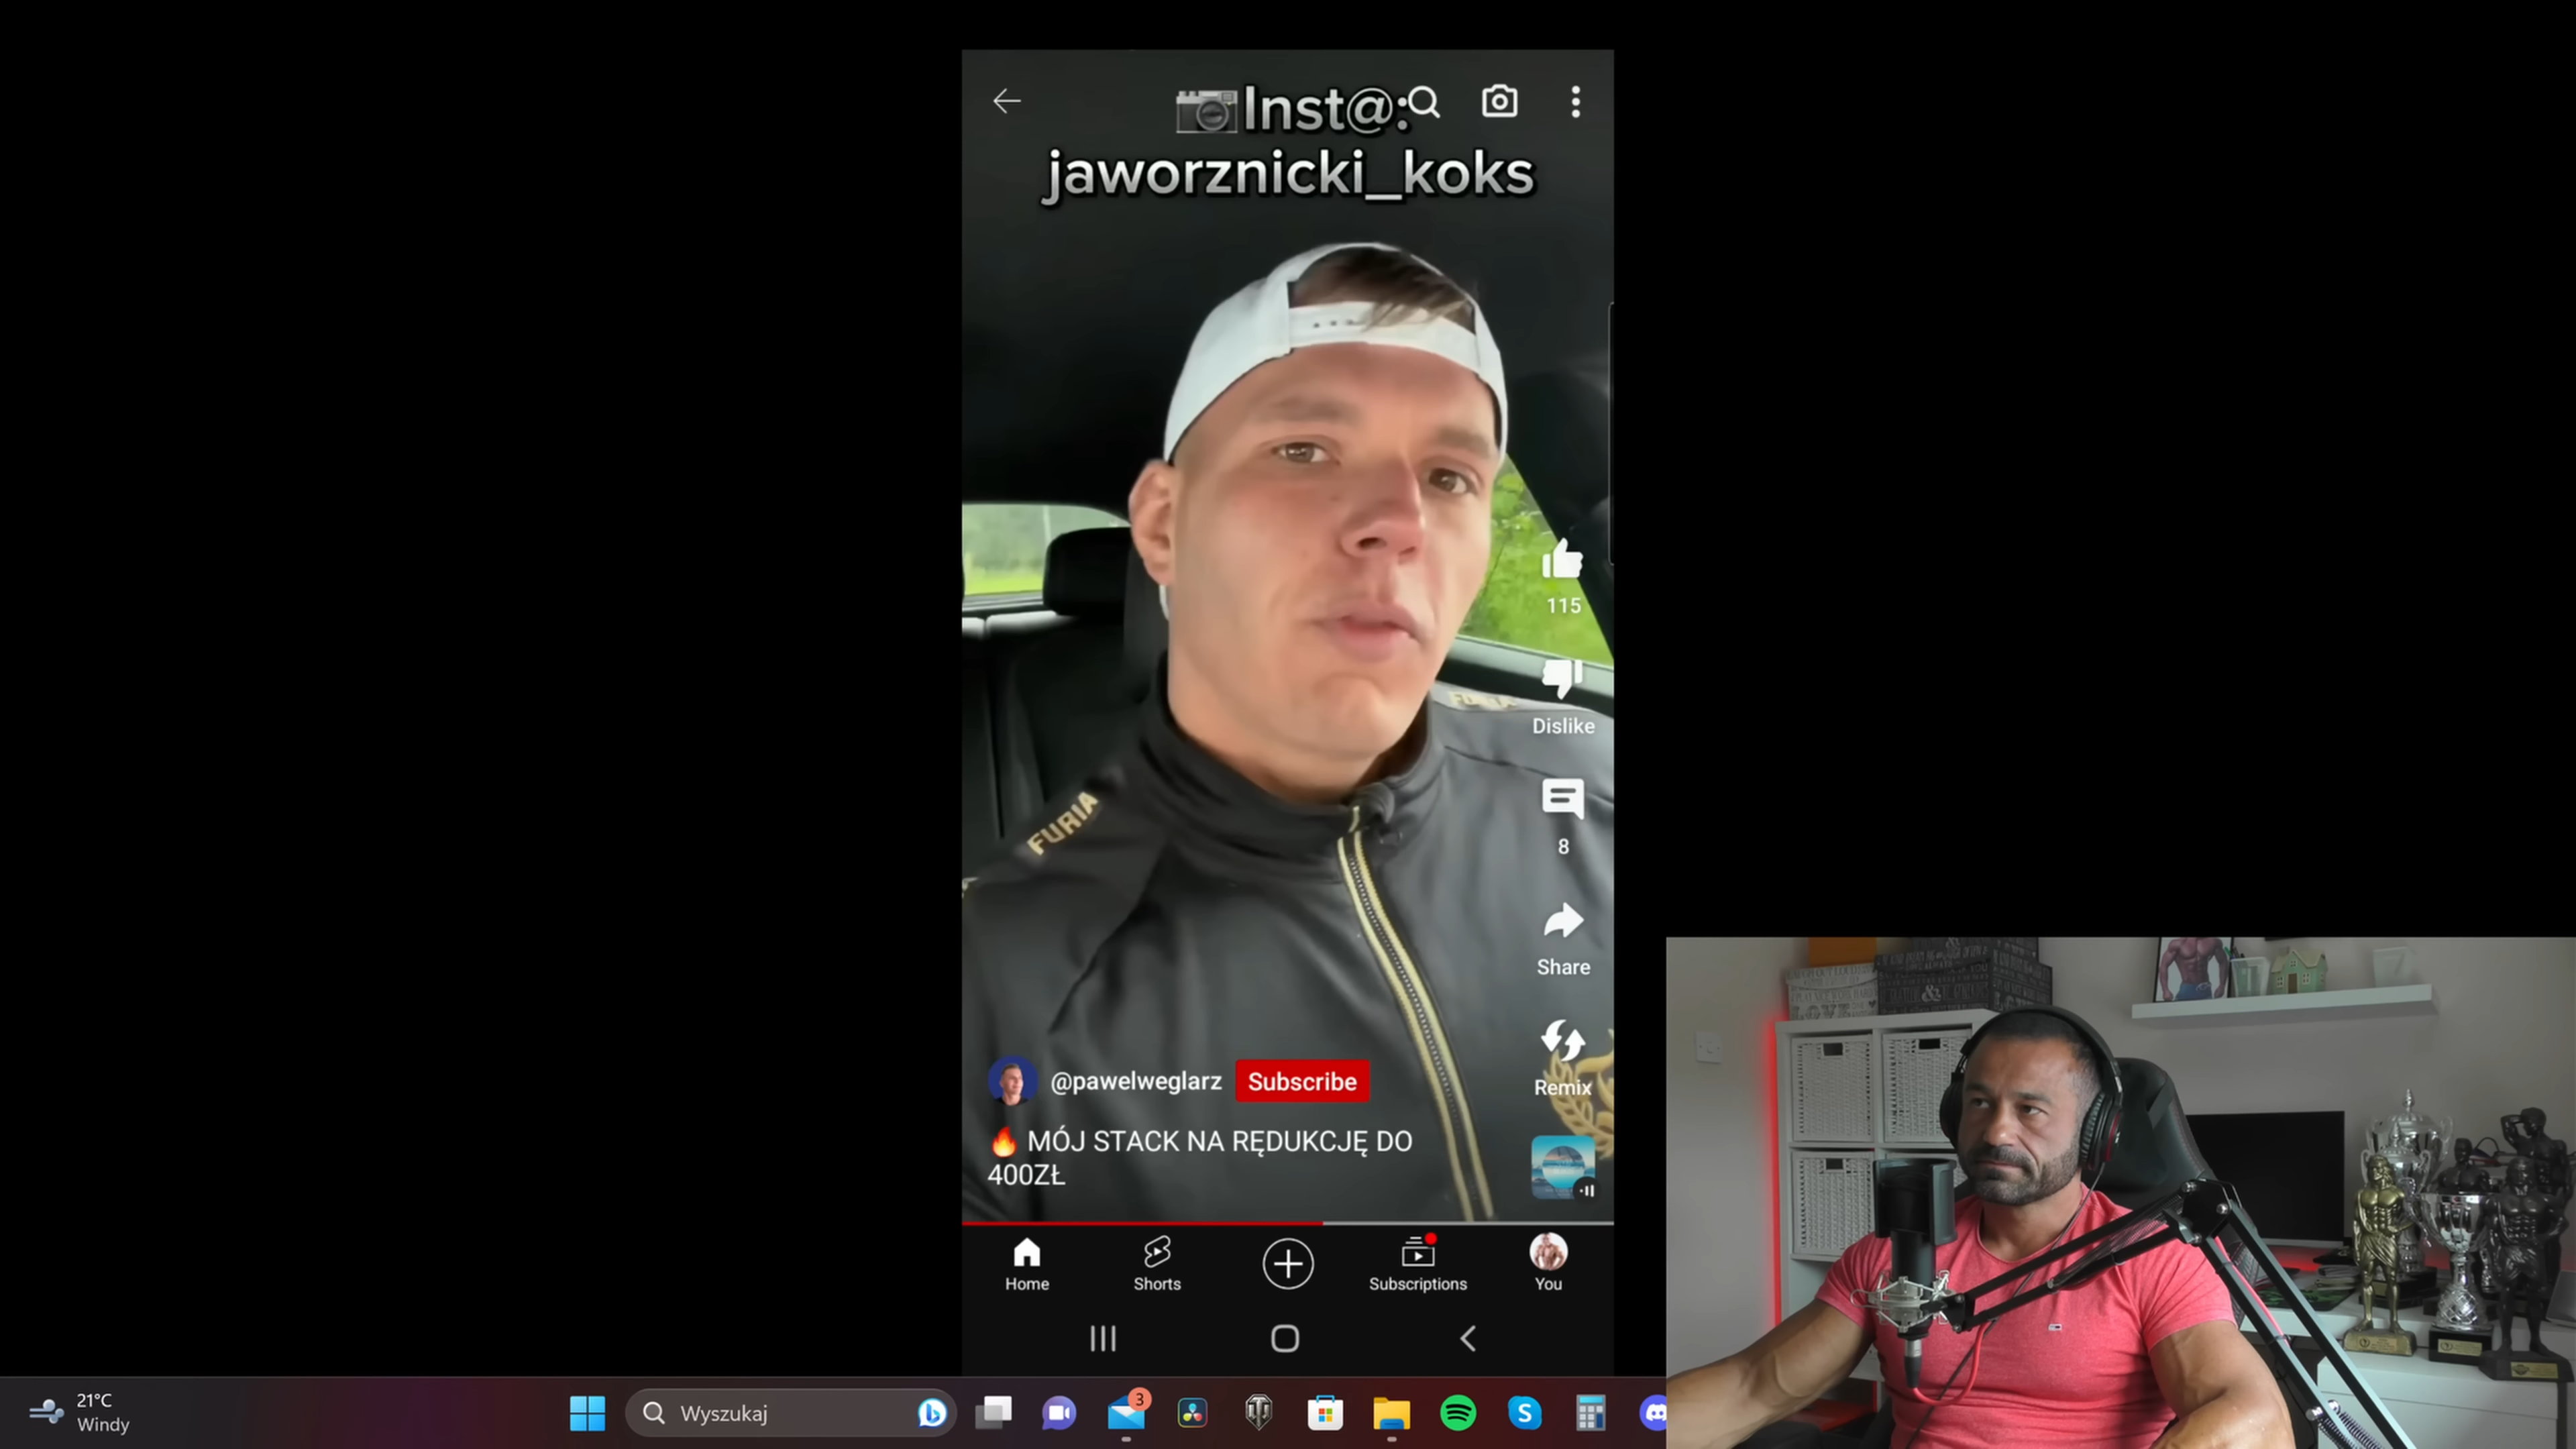 Inst@:
jaworznicki_koks
FURIA
115
Dislike
8
Share
Remix
@pawelweglarz
Subscribe
MÓJ STACK NA RĘDUKCJĘ DO
400ZŁ
Home
Shorts
Subscriptions
You
21°C
Windy
Wyszukaj
3